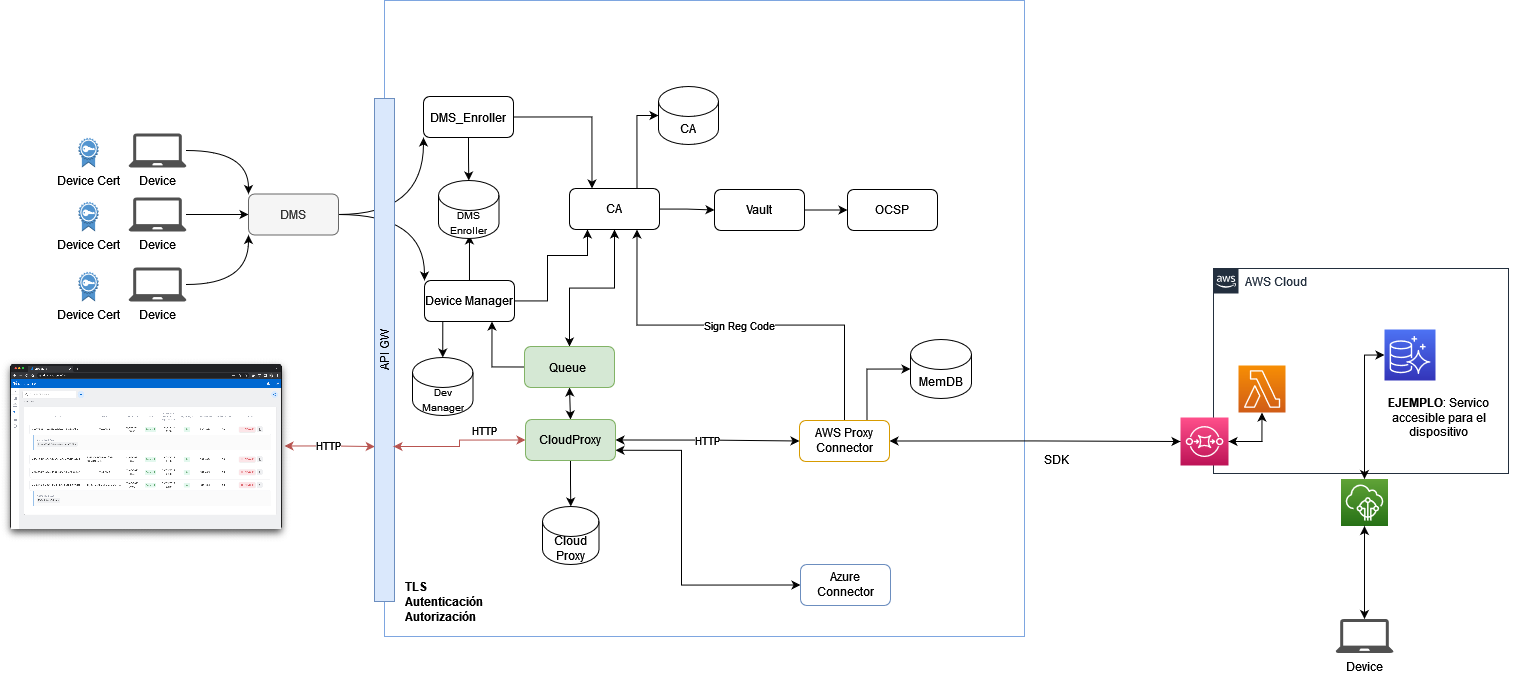 DMS_Enroller
CA
Device Cert
Device
DMS
Device Cert
Device
Device Cert
Device
DMS
Enroller
CA
Vault
OCSP
Device Manager
API GW
Sign Reg Code
aws
AWS Cloud
Queue
Dev
Manager
MemDB
EJEMPLO: Servico
accesible para el
dispositivo
HTTP
HTTP
CloudProxy
HTTP
AWS Proxy
Connector
SDK
Cloud
Proxy
Azure
Connector
TLS
Autenticación
Autorización
Device